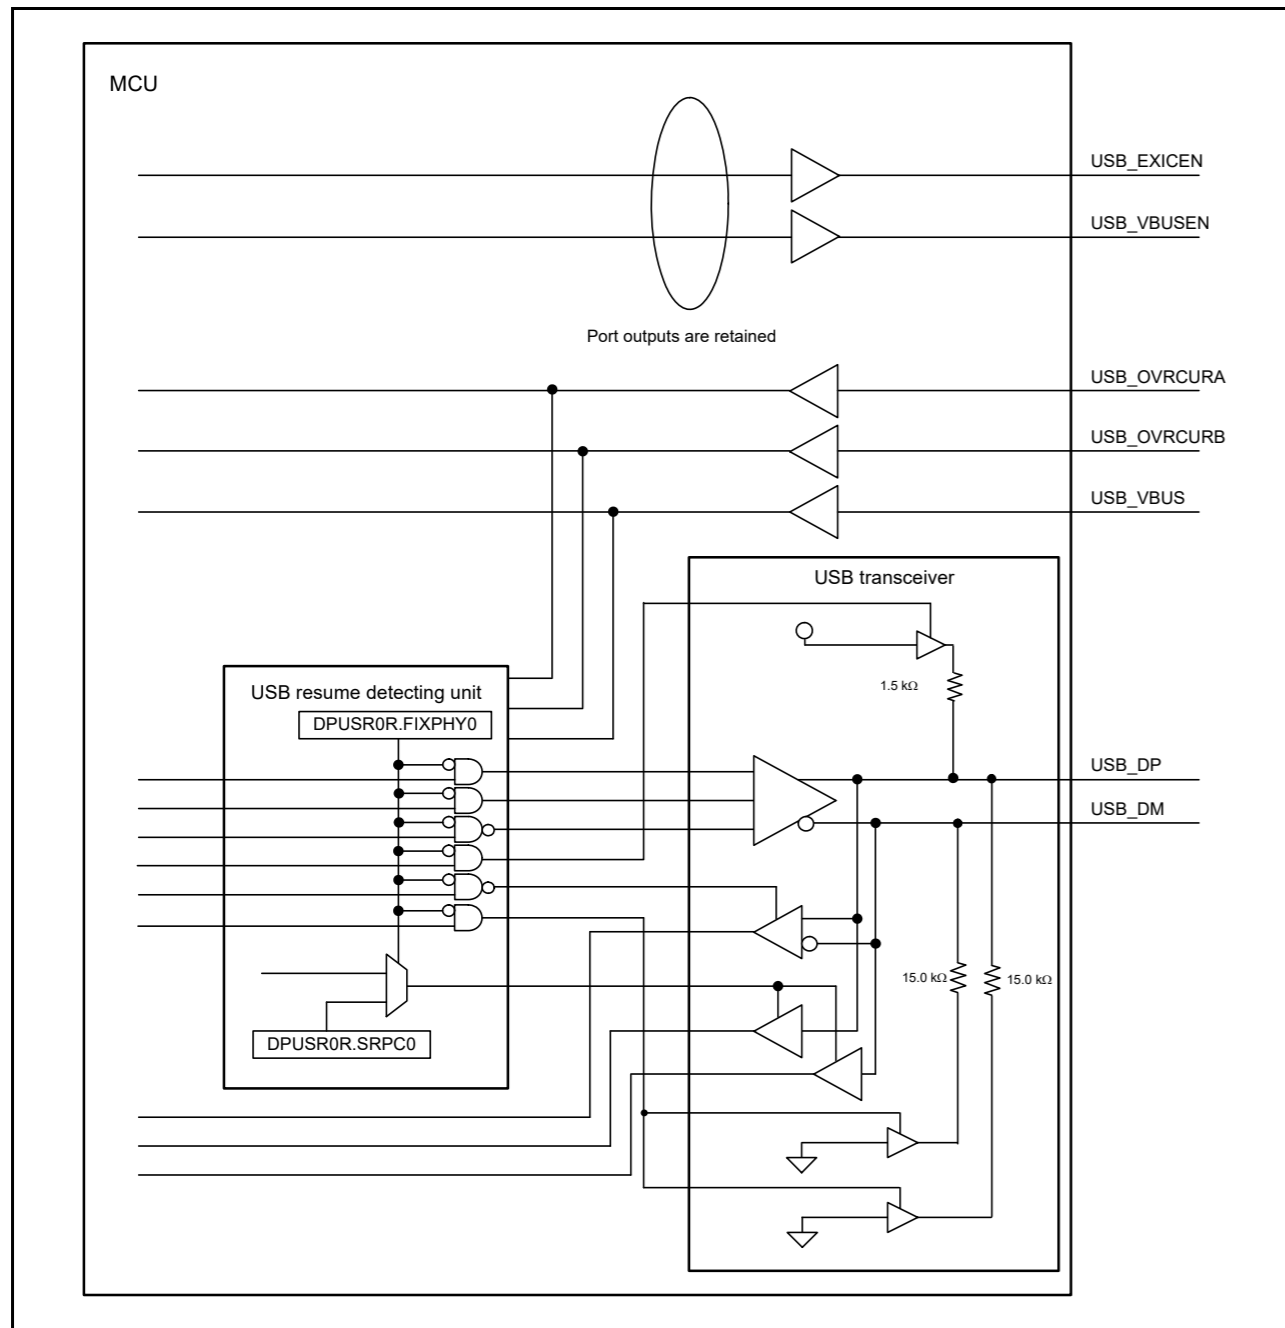 MCU
USB_EXICEN
USB_VBUSEN
Port outputs are retained
USB_OVRCURA
USB_OVRCURB
USB_VBUS
USB transceiver
1.5 kΩ
USB resume detecting unit
DPUSR0R.FIXPHY0
USB_DP
USB_DM
15.0 kΩ
15.0 kΩ
DPUSR0R.SRPC0